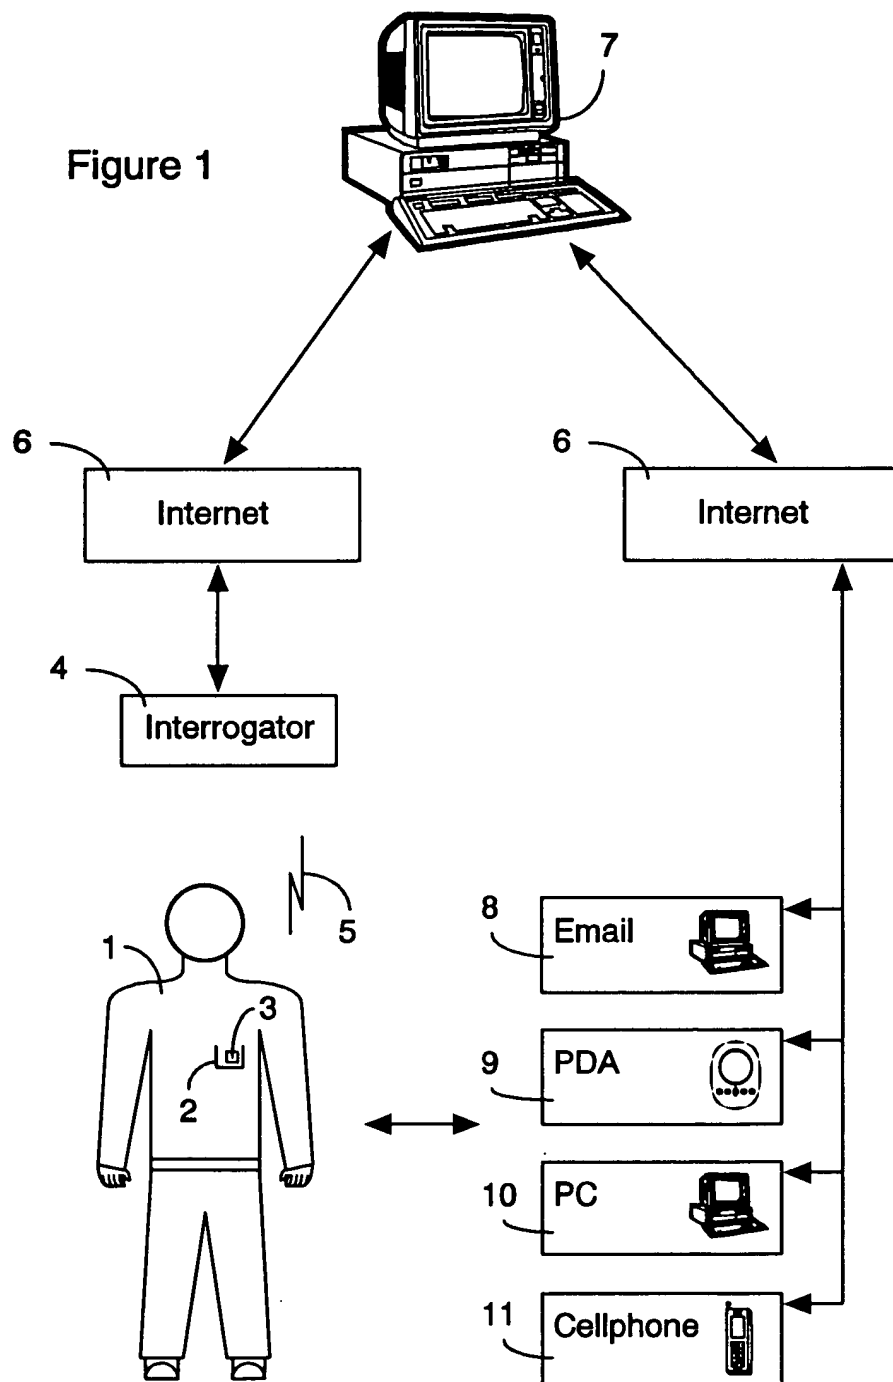 7
Figure 1
6
6
Internet
Internet
4
Interrogator
5
8
Email
1
3
2
9
PDA
10
PC
11
Cellphone